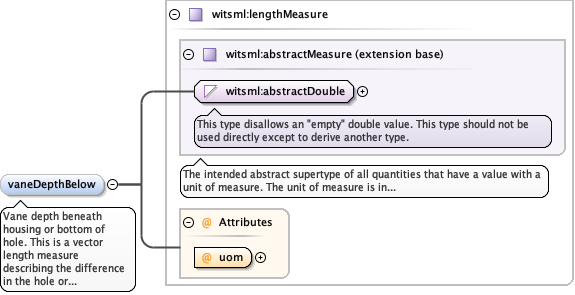 witsml:lengthMeasure
witsml:abstractMeasure (extension base)
witsml:abstractDouble
This type disallows an "empty" double value. This type should not be
used directly except to derive another type.
The intended abstract supertype of all quantities that have a value with a
unit of measure. The unit of measure is in...
vaneDepthBelow
Vane depth beneath
housing or bottom of
hole. This is a vector
length measure
describing the difference
in the hole or...
@ Attributes
@ uom